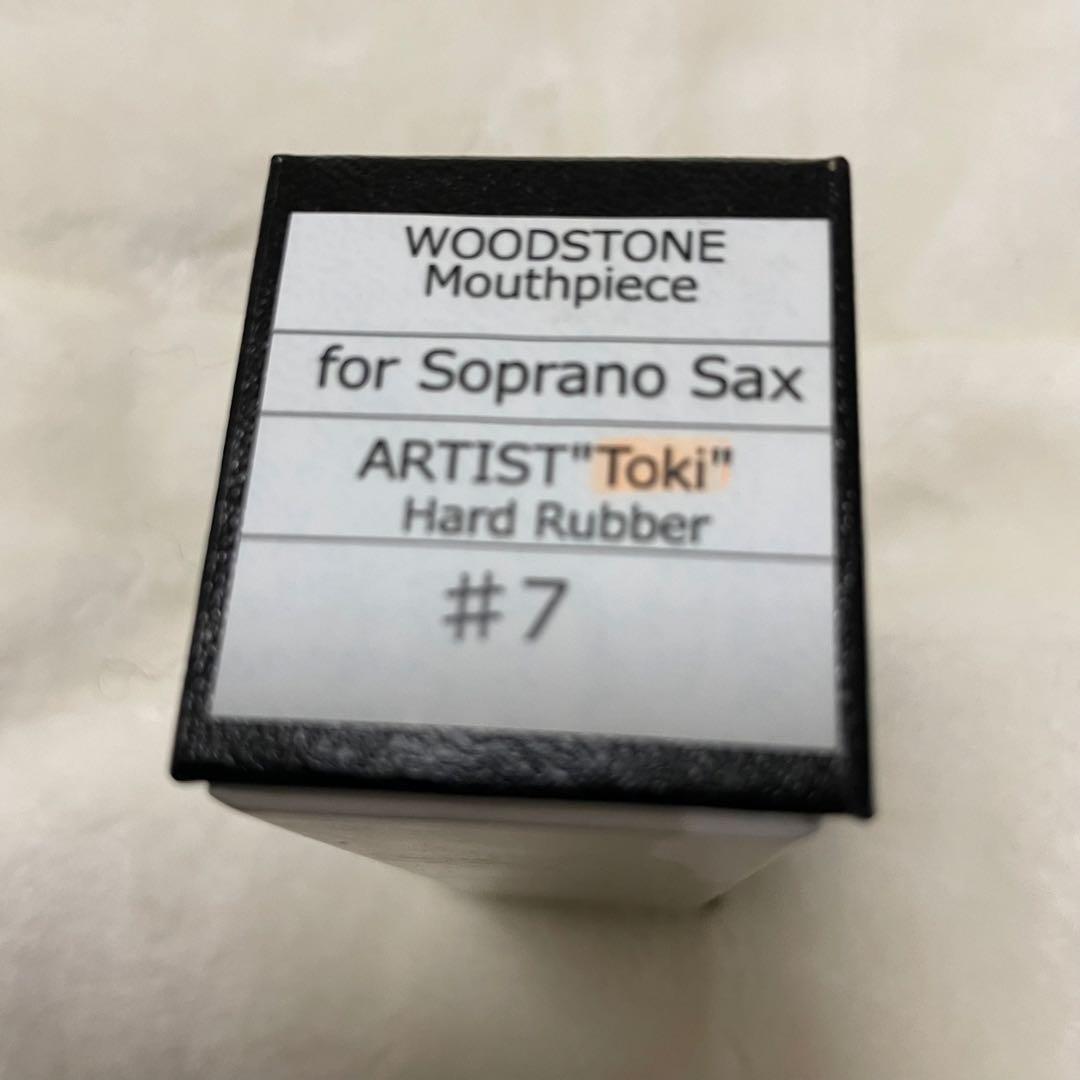 WOODSTONE
Mouthpiece
for Soprano Sax
ARTIST"Toki"
Hard Rubber
#7